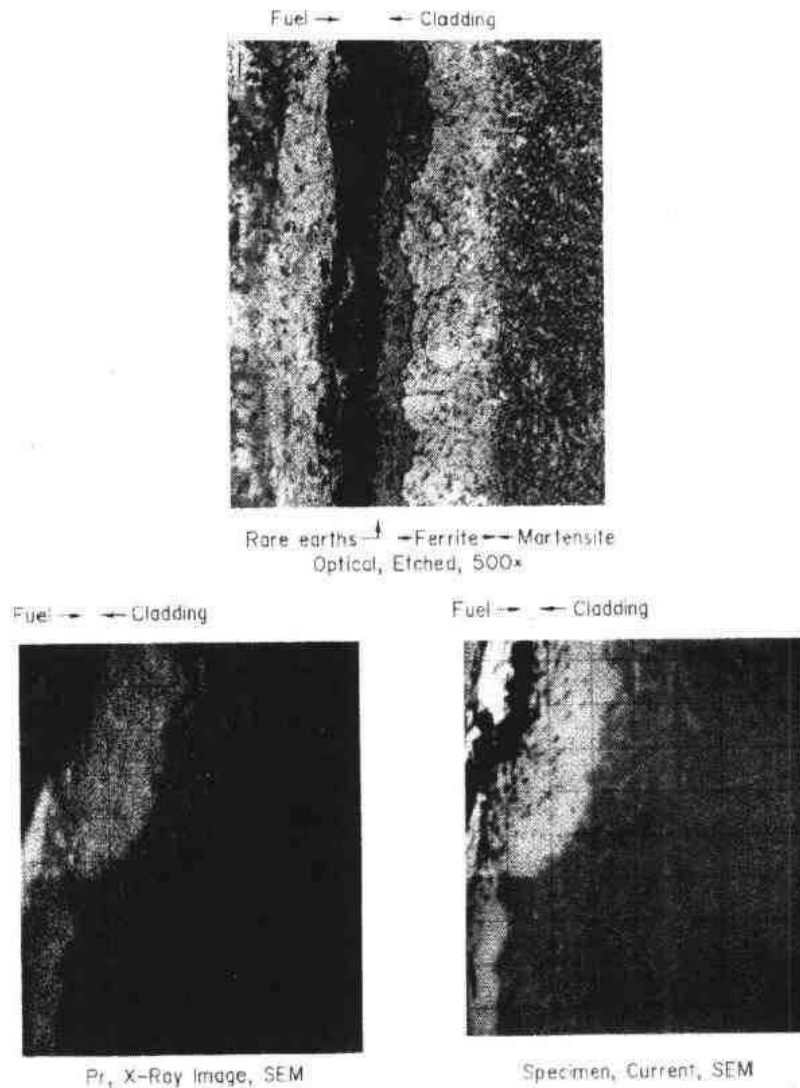 Fuel → ← Cladding
Rare earths ← Ferrite → ← Martensite
Optical, Etched, 500x
Fuel → ← Cladding
Fuel → ← Cladding
Pr, X-Ray Image, SEM
Specimen, Current, SEM